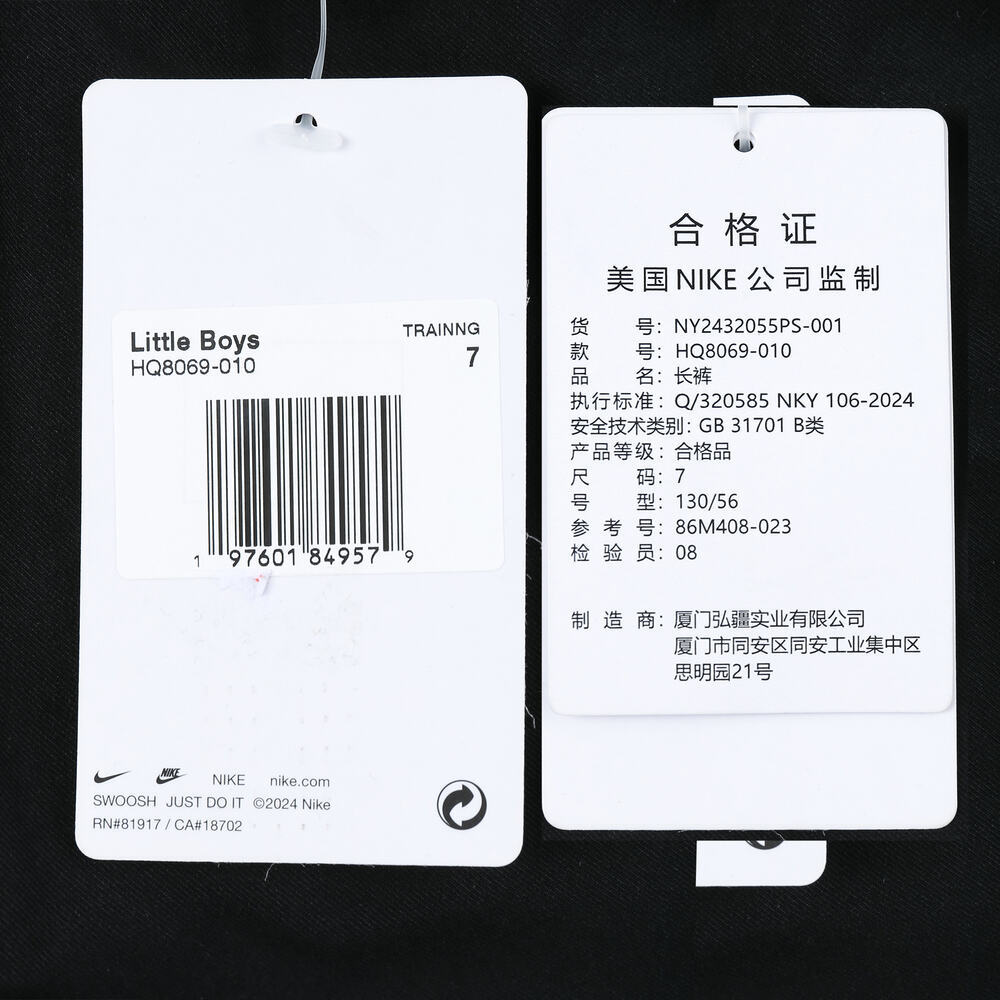 Little Boys
TRAINNG
HQ8069-010
7
1 97601 84957 9
NIKE NIKE nike.com
SWOOSH JUST DO IT ©2024 Nike
RN#81917 / CA#18702
合格证
美国NIKE公司监制
货号：NY2432055PS-001
款号：HQ8069-010
品名：长裤
执行标准：Q/320585 NKY 106-2024
安全技术类别：GB 31701 B类
产品等级：合格品
尺码：7
号型：130/56
参考号：86M408-023
检验员：08
制造商：厦门弘疆实业有限公司
厦门市同安区同安工业集中区
思明园21号